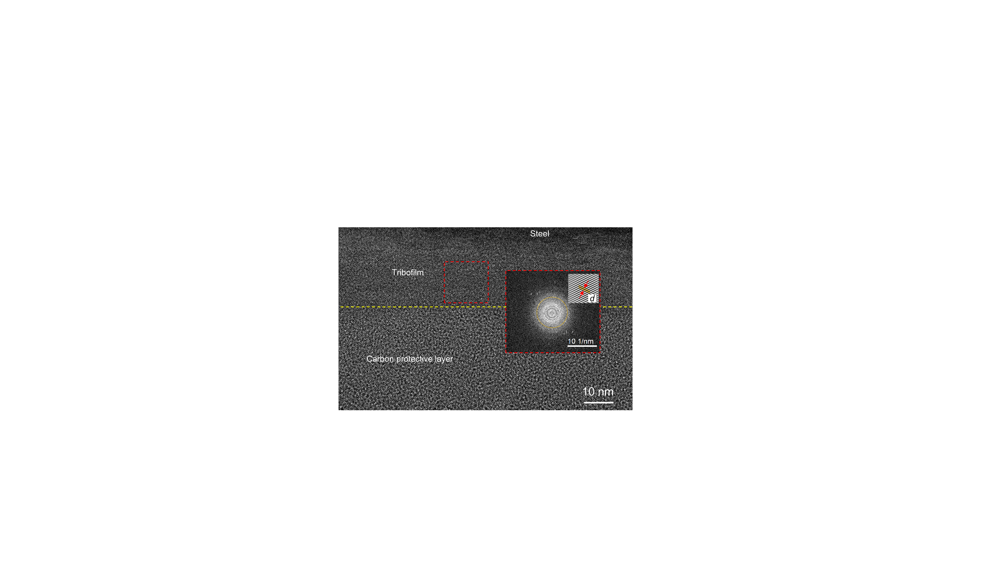 Steel
Tribofilm
d
10 1/nm
Carbon protective layer
10 nm